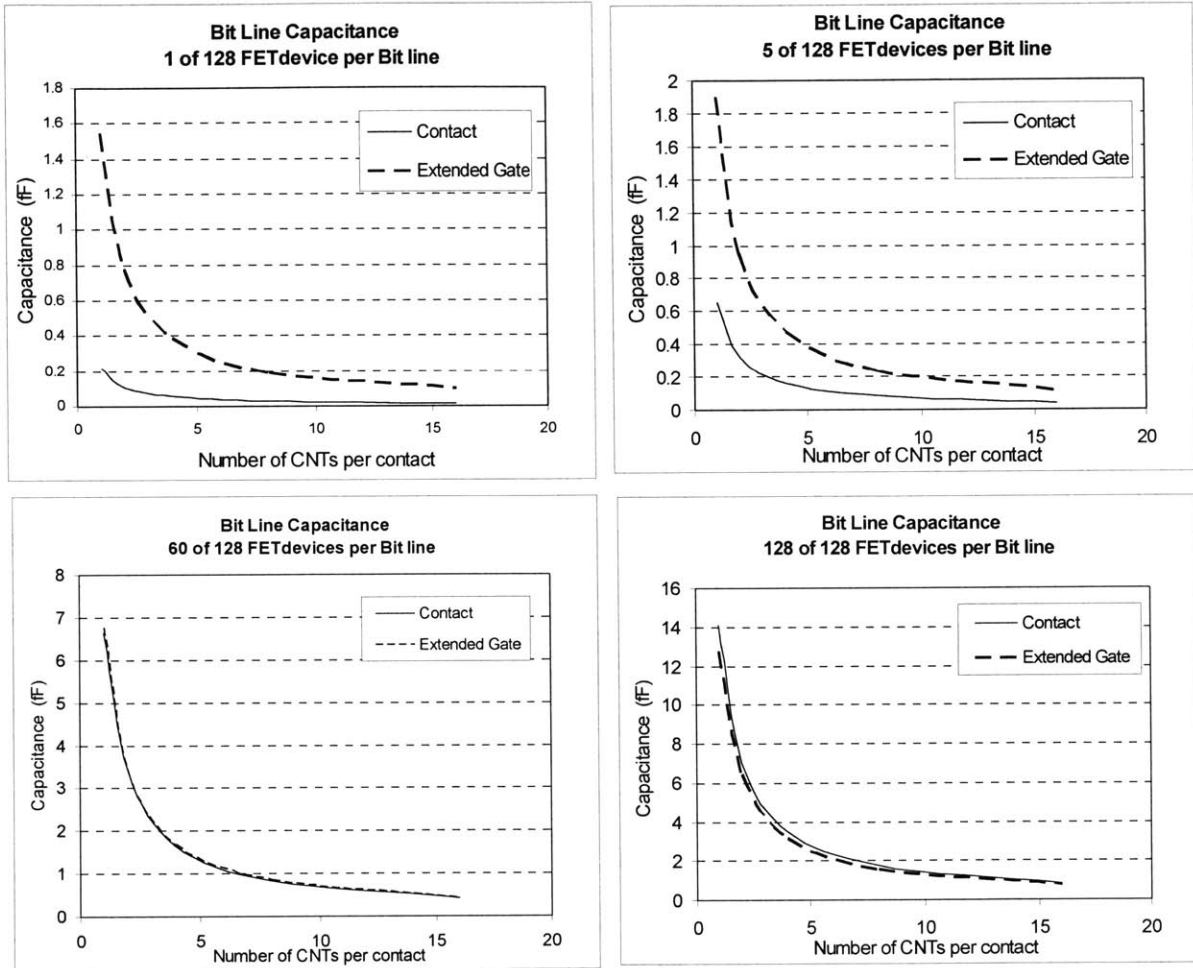 Bit Line Capacitance
1 of 128 FETdevice per Bit line
Capacitance (fF)
1.8
1.6
1.4
1.2
1
0.8
0.6
0.4
0.2
0
Contact
Extended Gate
0 5 10 15 20
Number of CNTs per contact
Bit Line Capacitance
5 of 128 FETdevices per Bit line
Capacitance (fF)
2
1.8
1.6
1.4
1.2
1
0.8
0.6
0.4
0.2
0
Contact
Extended Gate
0 5 10 15 20
Number of CNTs per contact
Bit Line Capacitance
60 of 128 FETdevices per Bit line
Capacitance (fF)
8
7
6
5
4
3
2
1
0
Contact
Extended Gate
0 5 10 15 20
Number of CNTs per contact
Bit Line Capacitance
128 of 128 FETdevices per Bit line
Capacitance (fF)
16
14
12
10
8
6
4
2
0
Contact
Extended Gate
0 5 10 15 20
Number of CNTs per contact